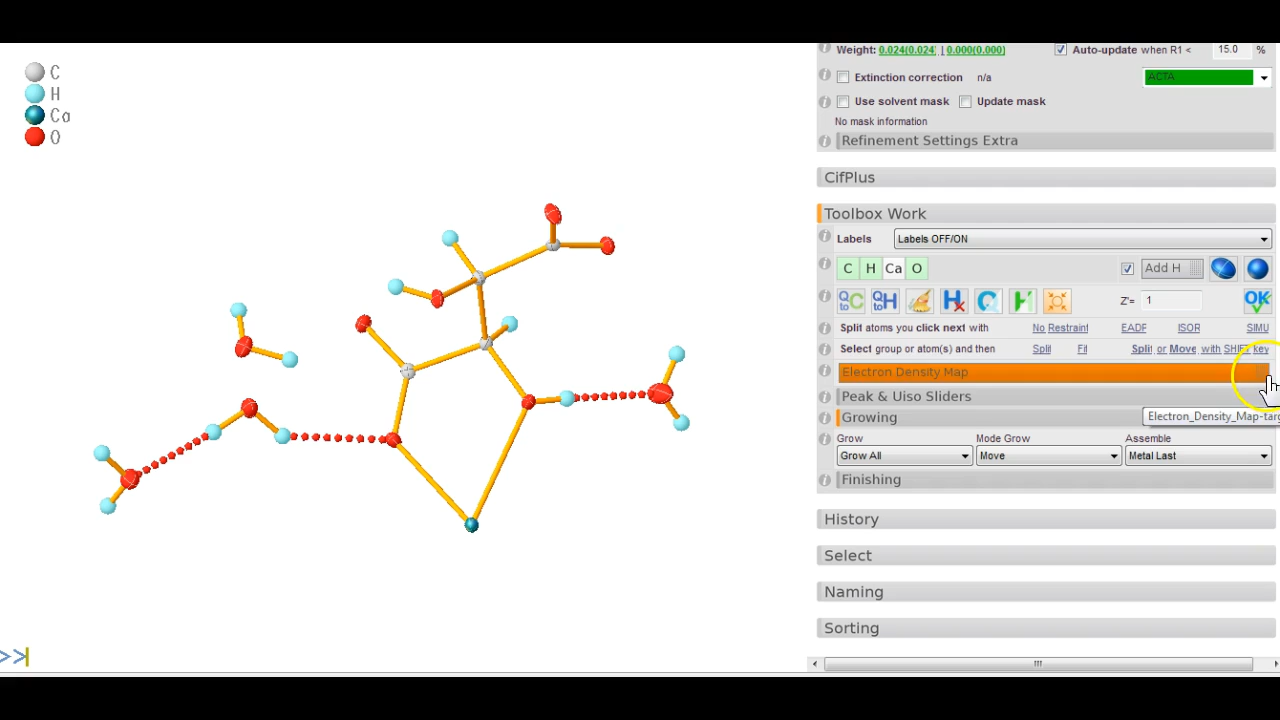 C
H
Ca
O
Weight: 0.024(0.024) | 0.000(0.000) Auto-update when R1 < 15.0 %
Extinction correction n/a ACTA
Use solvent mask Update mask
No mask information
Refinement Settings Extra
CifPlus
Toolbox Work
Labels Labels OFF/ON
C H Ca O Add H
Q to C Q to H H Z'= 1 OK
Split atoms you click next with No Restraint EADP ISOR SIMU
Select group or atom(s) and then Split Fit Split or Move, with SHIFT key
Electron Density Map
Peak & Uiso Sliders
Electron_Density_Map-targ
Growing
Grow Mode Grow Assemble
Grow All Move Metal Last
Finishing
History
Select
Naming
Sorting
>>